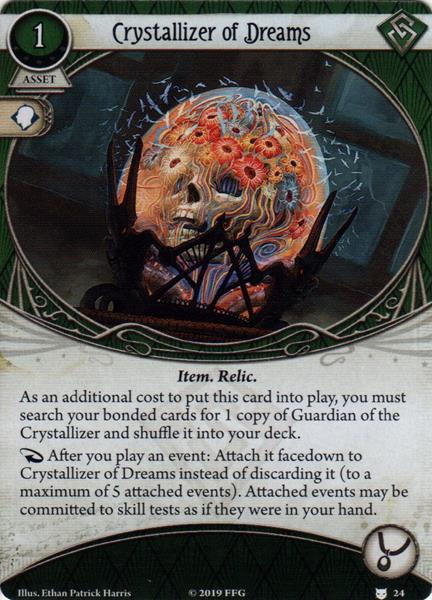 1
Crystallizer of Dreams
ASSET
Item. Relic.
As an additional cost to put this card into play, you must
search your bonded cards for 1 copy of Guardian of the
Crystallizer and shuffle it into your deck.
After you play an event: Attach it facedown to
Crystallizer of Dreams instead of discarding it (to a
maximum of 5 attached events). Attached events may be
committed to skill tests as if they were in your hand.
Illus. Ethan Patrick Harris © 2019 FFG 24